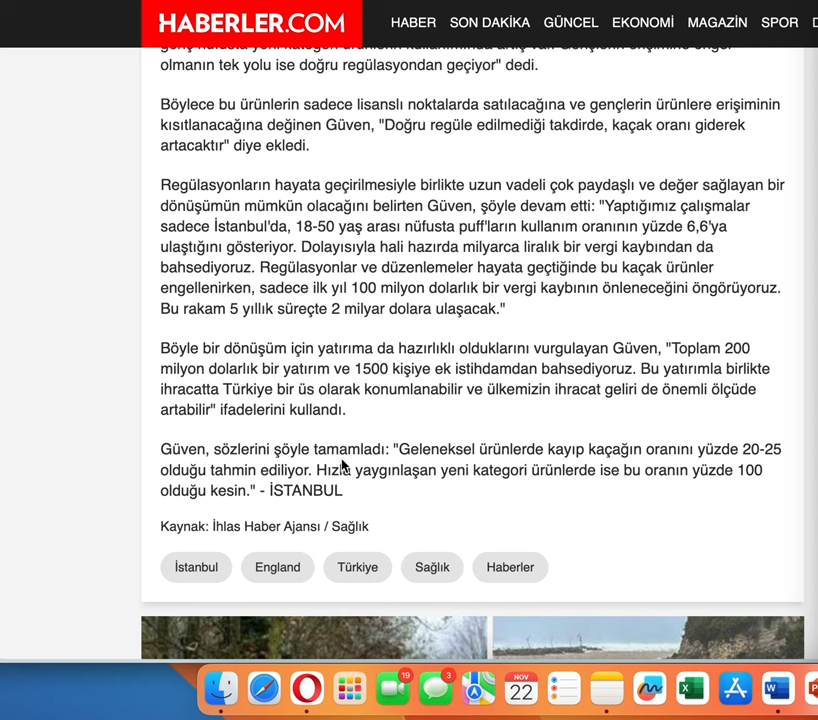 HABERLER.COM
HABER SON DAKİKA GÜNCEL EKONOMİ MAGAZİN SPOR
olmanın tek yolu ise doğru regülasyondan geçiyor" dedi.
Böylece bu ürünlerin sadece lisanslı noktalarda satılacağına ve gençlerin ürünlere erişiminin
kısıtlanacağına değinen Güven, "Doğru regüle edilmediği takdirde, kaçak oranı giderek
artacaktır" diye ekledi.
Regülasyonların hayata geçirilmesiyle birlikte uzun vadeli çok paydaşlı ve değer sağlayan bir
dönüşümün mümkün olacağını belirten Güven, şöyle devam etti: "Yaptığımız çalışmalar
sadece İstanbul'da, 18-50 yaş arası nüfusta puff'ların kullanım oranının yüzde 6,6'ya
ulaştığını gösteriyor. Dolayısıyla hali hazırda milyarca liralık bir vergi kaybından da
bahsediyoruz. Regülasyonlar ve düzenlemeler hayata geçtiğinde bu kaçak ürünler
engellenirken, sadece ilk yıl 100 milyon dolarlık bir vergi kaybının önleneceğini öngörüyoruz.
Bu rakam 5 yıllık süreçte 2 milyar dolara ulaşacak."
Böyle bir dönüşüm için yatırıma da hazırlıklı olduklarını vurgulayan Güven, "Toplam 200
milyon dolarlık bir yatırım ve 1500 kişiye ek istihdamdan bahsediyoruz. Bu yatırımla birlikte
ihracatta Türkiye bir üs olarak konumlanabilir ve ülkemizin ihracat geliri de önemli ölçüde
artabilir" ifadelerini kullandı.
Güven, sözlerini şöyle tamamladı: "Geleneksel ürünlerde kayıp kaçağın oranını yüzde 20-25
olduğu tahmin ediliyor. Hızla yaygınlaşan yeni kategori ürünlerde ise bu oranın yüzde 100
olduğu kesin." - İSTANBUL
Kaynak: İhlas Haber Ajansı / Sağlık
İstanbul England Türkiye Sağlık Haberler
19 3 NOV 22